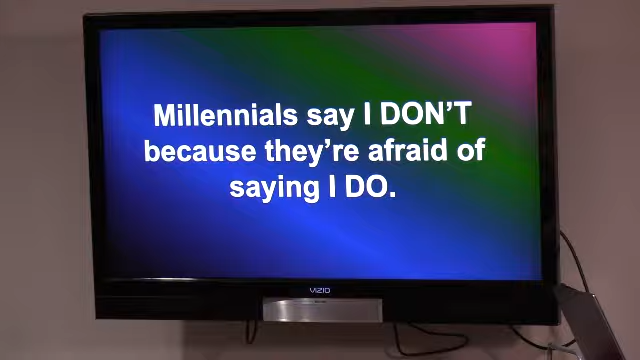 Millennials say I DON'T
because they're afraid of
saying I DO.
VIZIO